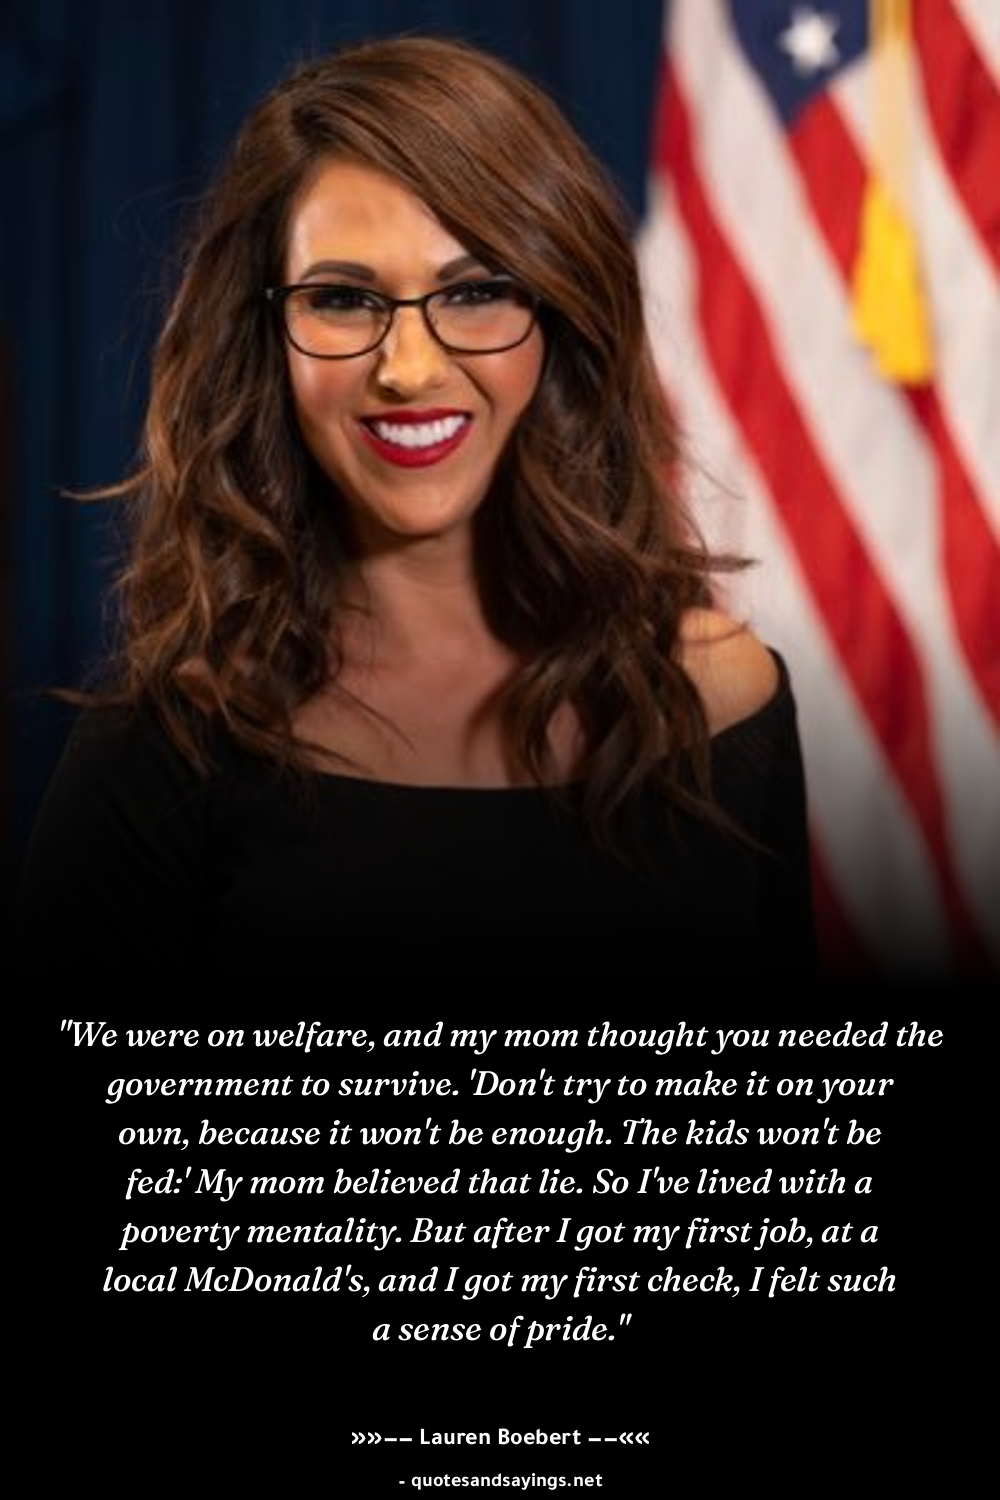 "We were on welfare, and my mom thought you needed the
government to survive. 'Don't try to make it on your
own, because it won't be enough. The kids won't be
fed:' My mom believed that lie. So I've lived with a
poverty mentality. But after I got my first job, at a
local McDonald's, and I got my first check, I felt such
a sense of pride."
»»–– Lauren Boebert ––««
- quotesandsayings.net